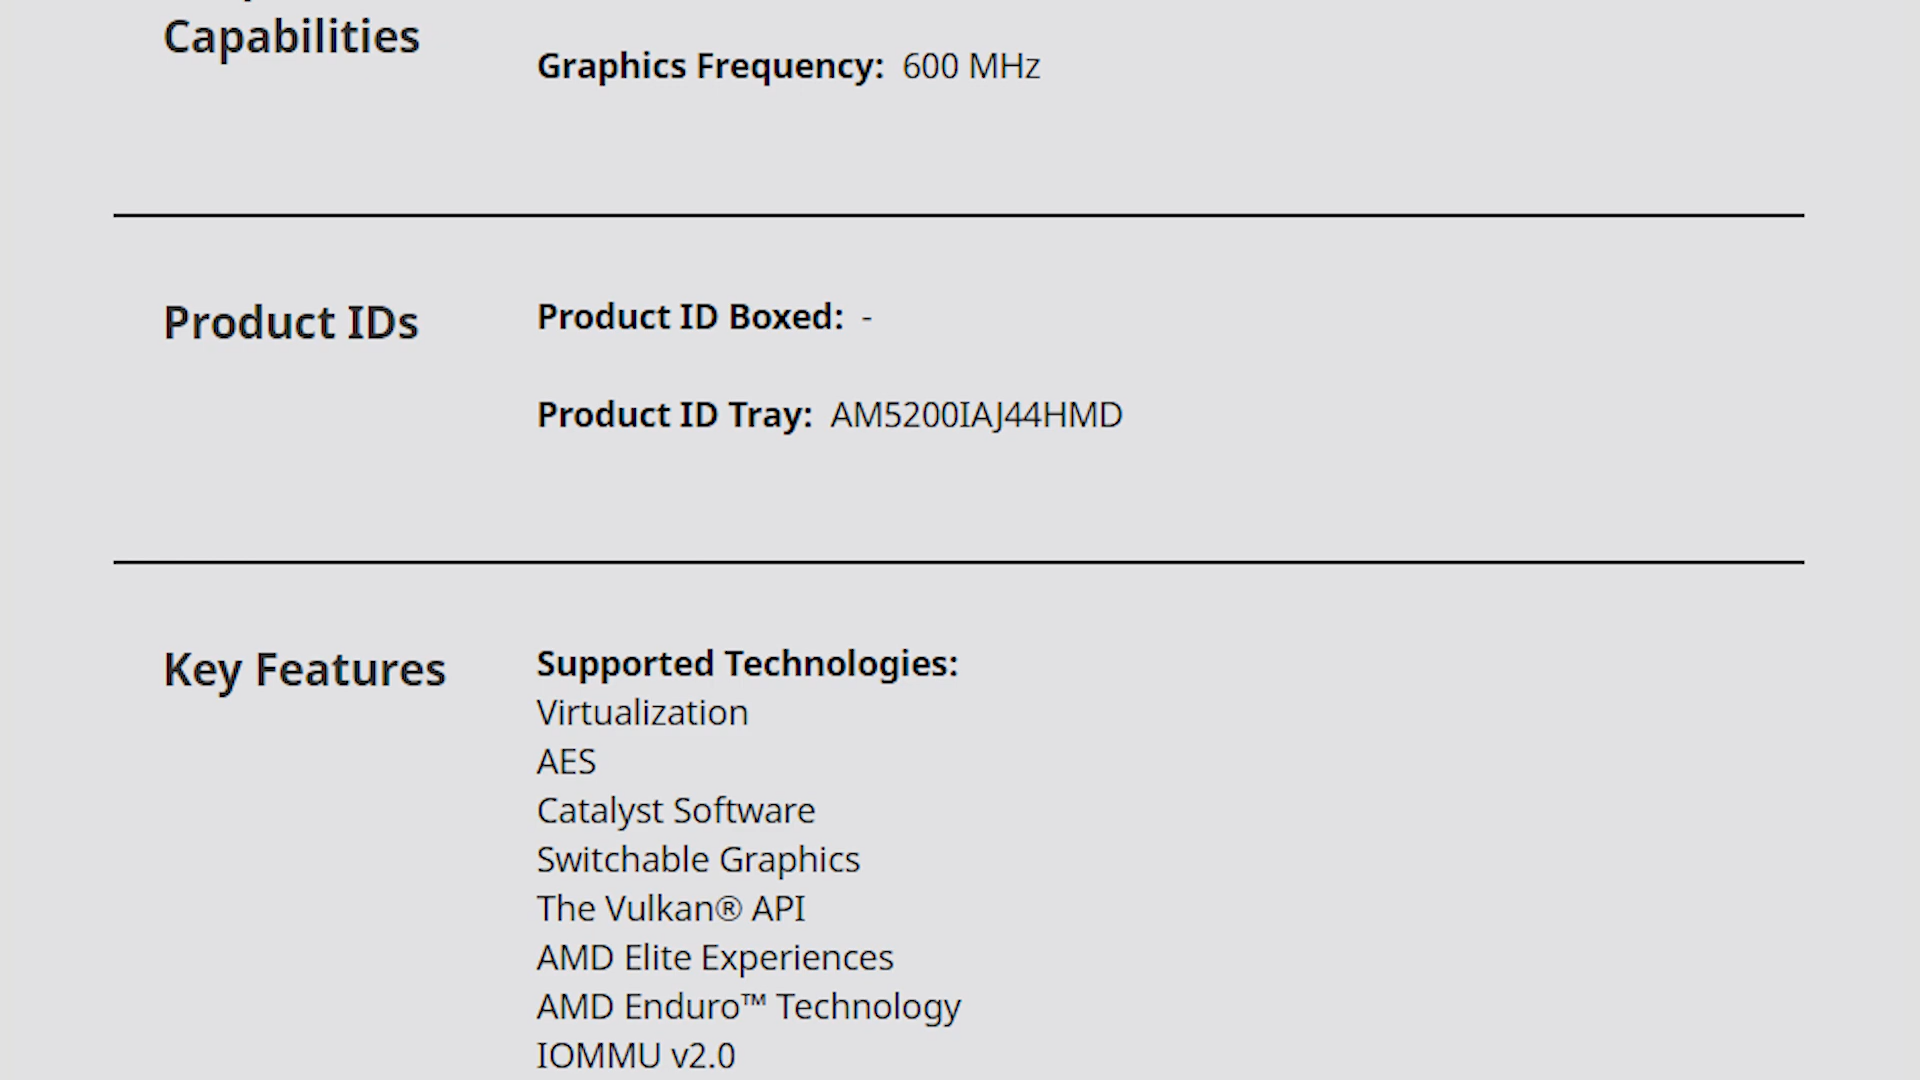 Capabilities
Graphics Frequency: 600 MHz
Product IDs
Product ID Boxed: -
Product ID Tray: AM5200IAJ44HMD
Key Features
Supported Technologies:
Virtualization
AES
Catalyst Software
Switchable Graphics
The Vulkan® API
AMD Elite Experiences
AMD Enduro™ Technology
IOMMU v2.0